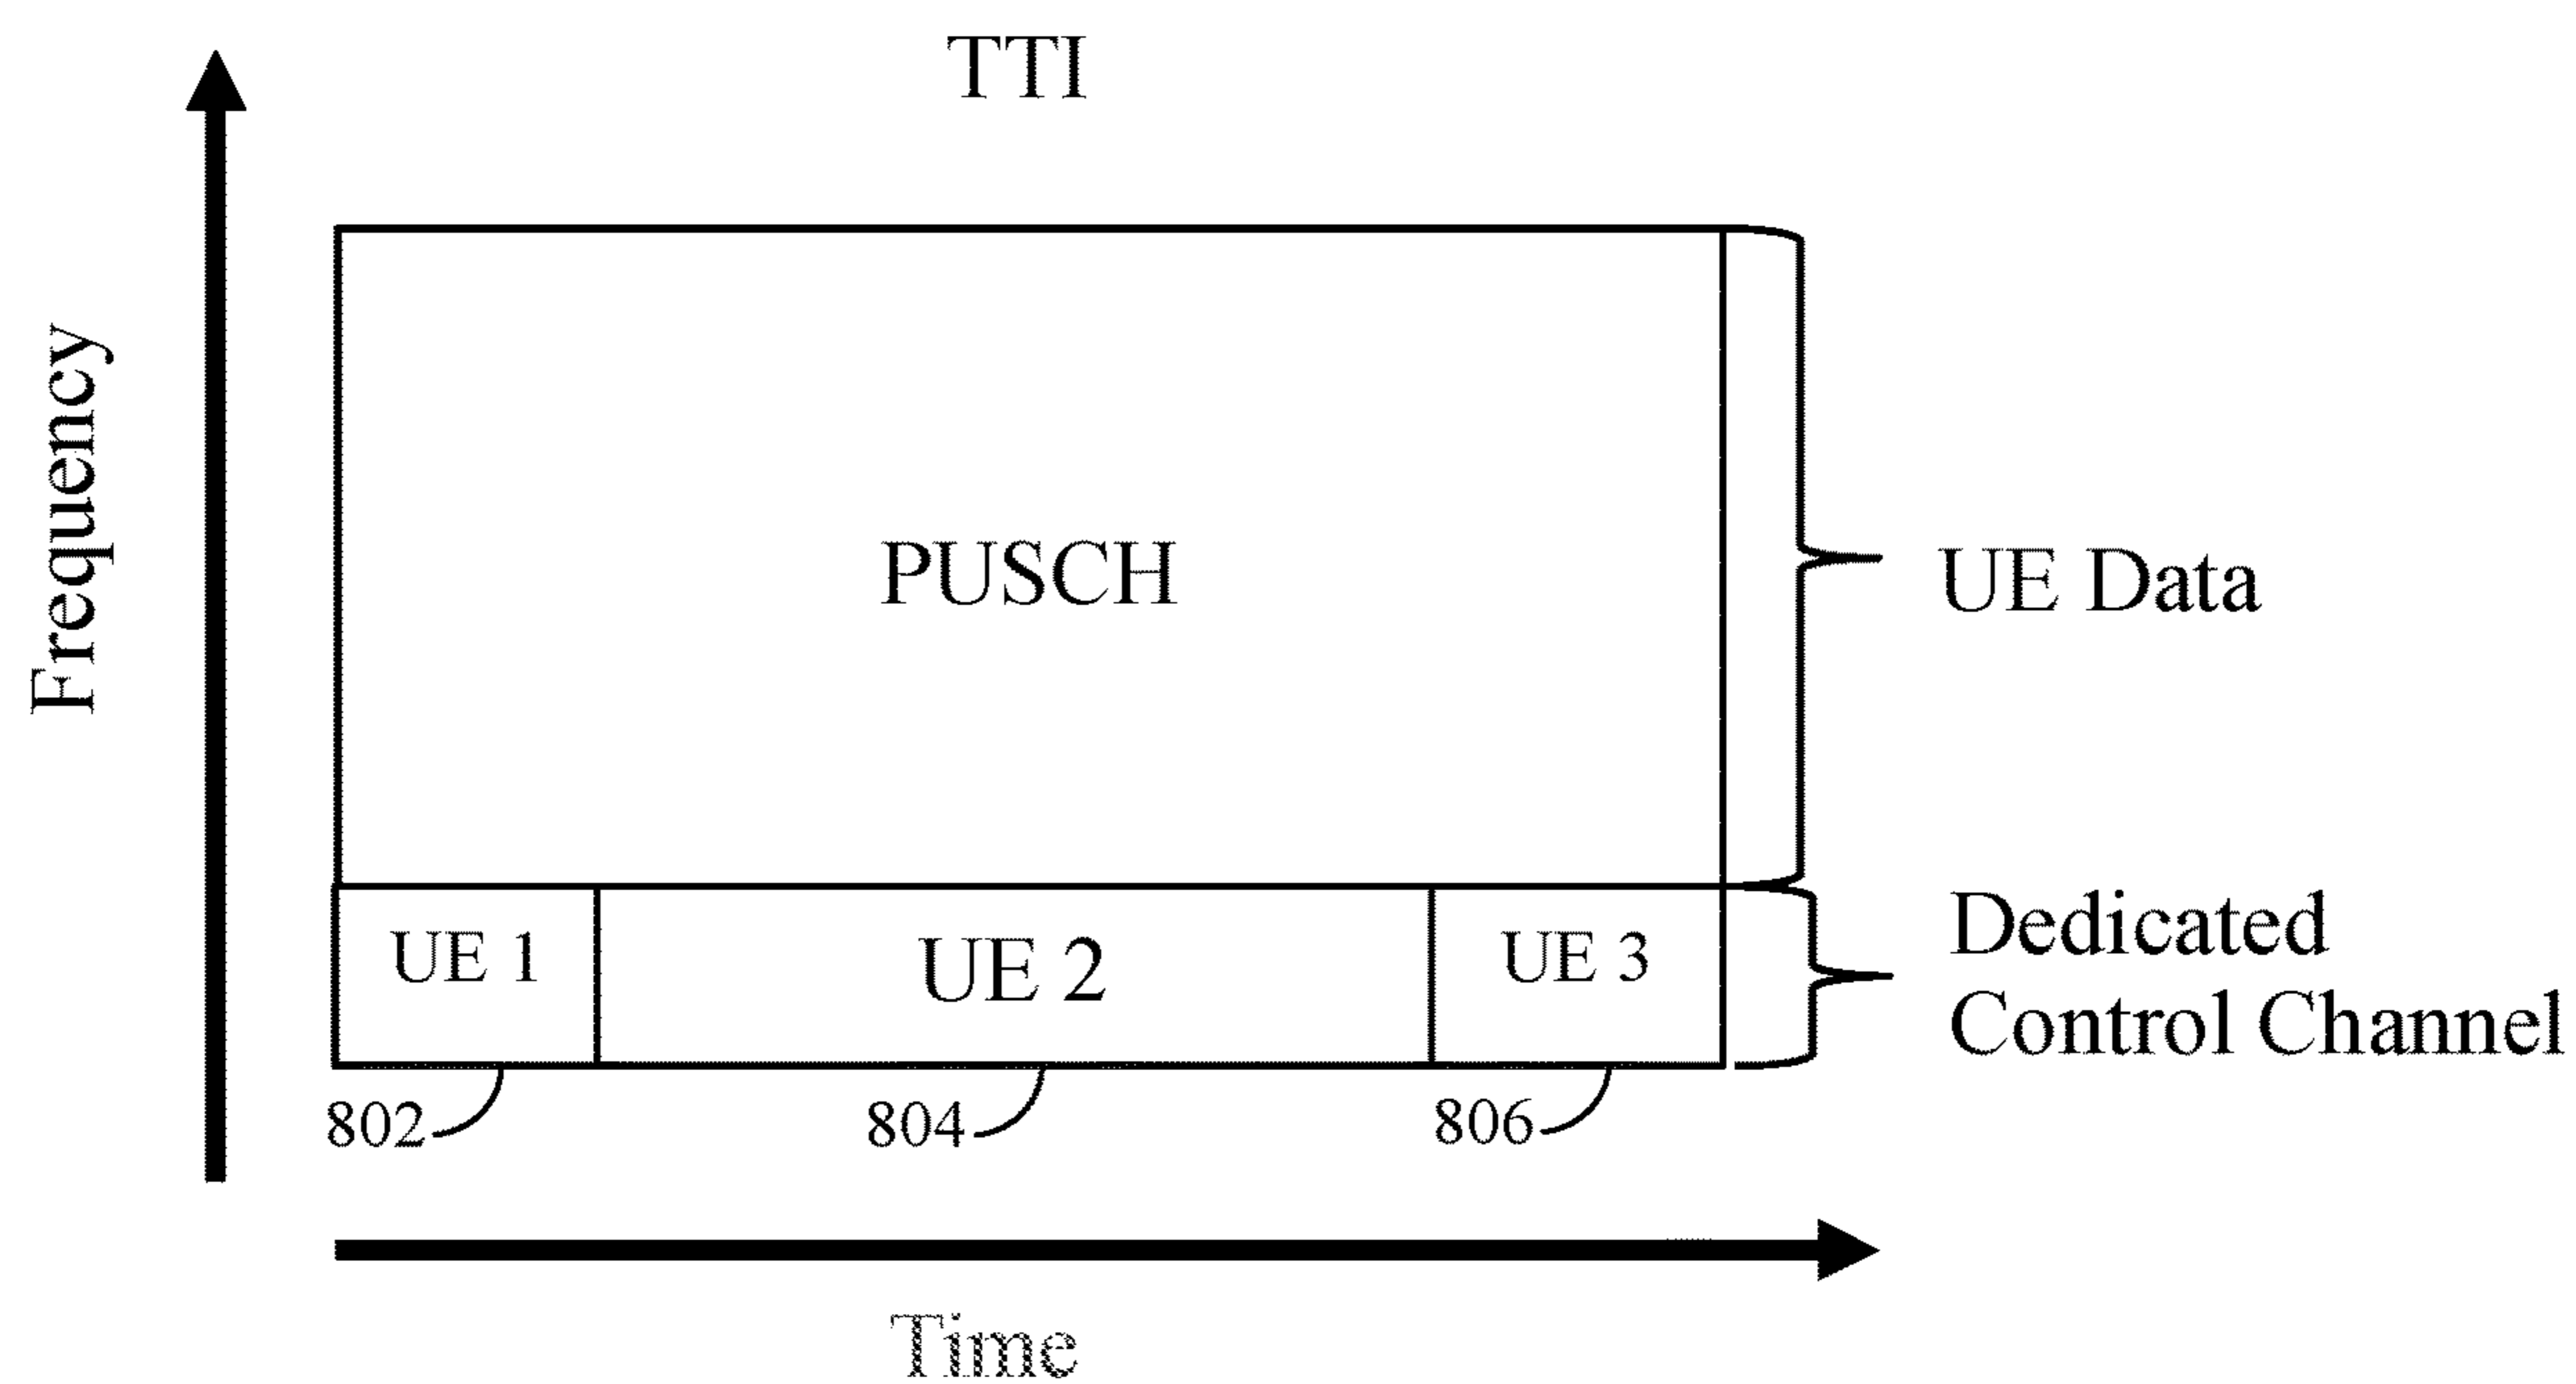 TTI
Frequency
PUSCH
UE Data
UE 1
UE 2
UE 3
Dedicated
Control Channel
802
804
806
Time